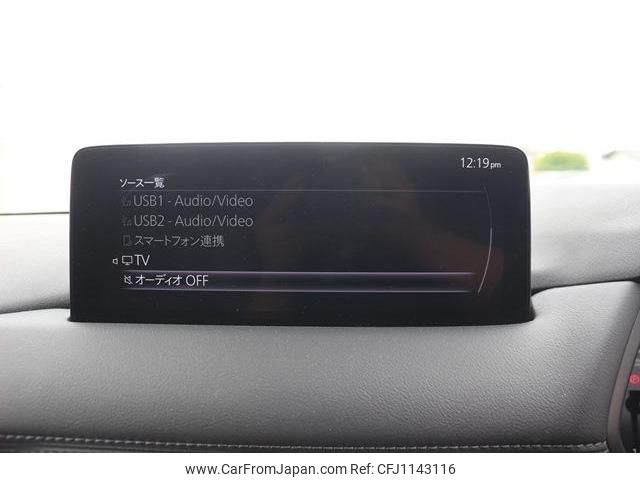 12:19pm
ソース一覧
USB1 - Audio/Video
USB2 - Audio/Video
スマートフォン連携
TV
オーディオ OFF
www.CarFromJapan.com - CFJ1143116